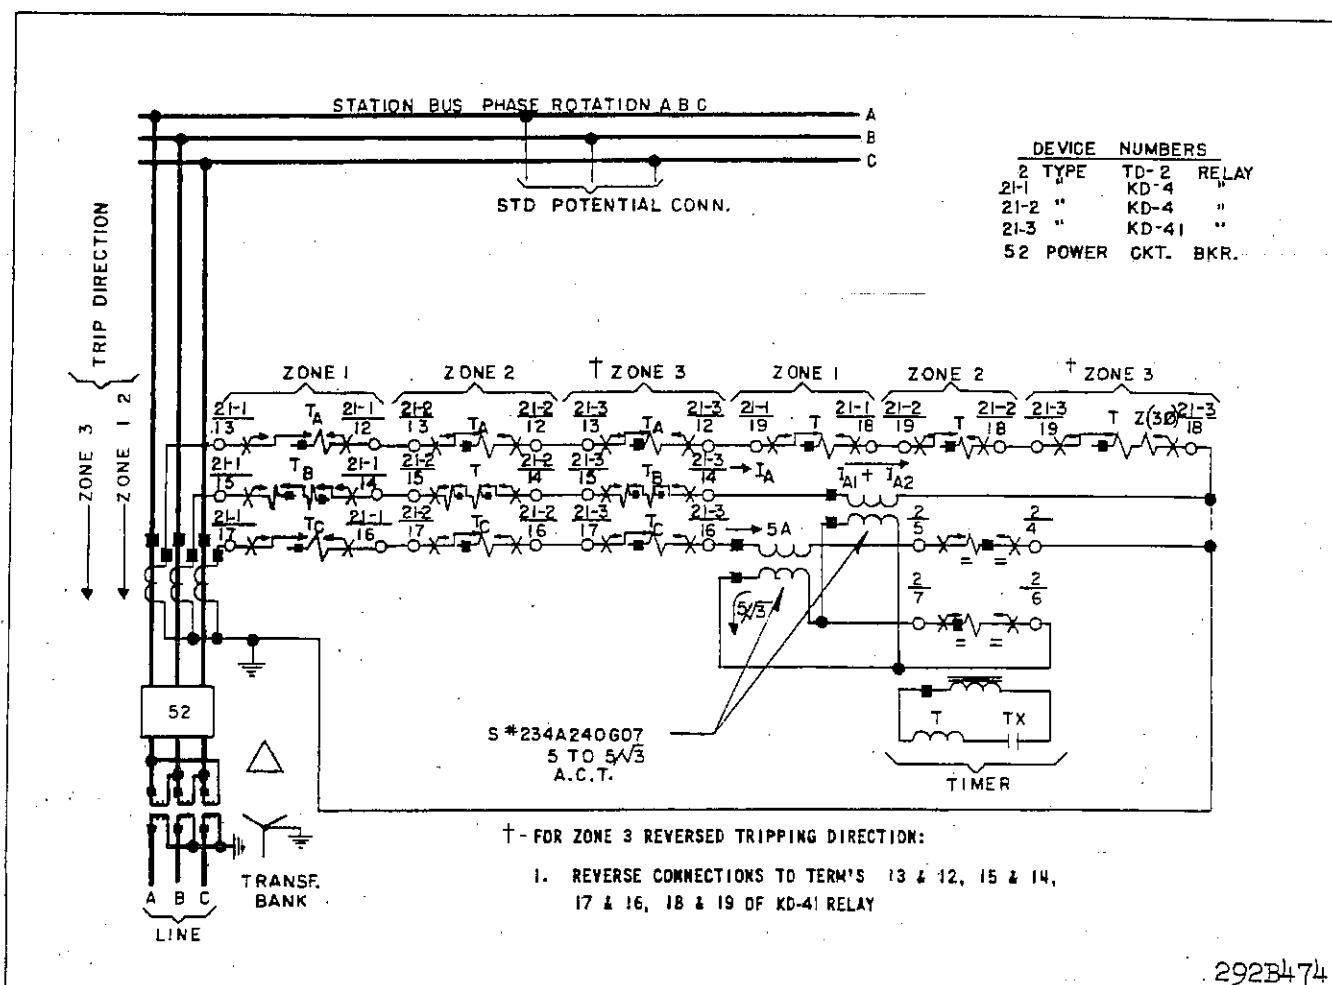 STATION BUS PHASE ROTATION A B C
A
B
C
STD POTENTIAL CONN.
DEVICE NUMBERS
2 TYPE TD-2 RELAY
21-1 " KD-4 "
21-2 " KD-4 "
21-3 " KD-41 "
52 POWER CKT. BKR.
TRIP DIRECTION
ZONE 3
ZONE 1 2
ZONE 1 ZONE 2 † ZONE 3 ZONE 1 ZONE 2 † ZONE 3
21-1/13 TA 21-1/12 21-2/13 TA 21-2/12 21-3/13 TA 21-3/12 21-1/19 T 21-1/18 21-2/19 T 21-2/18 21-3/19 T Z(3Ø) 21-3/18
21-1/15 TB 21-1/14 21-2/15 T 21-2/14 21-3/15 TB 21-3/14 IA IA1 + IA2
21-1/17 TC 21-1/16 21-2/17 TC 21-2/16 21-3/17 TC 21-3/16 5A 2/5 2/4
5/√3 2/7 2/6
52
S#234A240G07
5 TO 5/√3
A.C.T.
T TX
TIMER
TRANSF.
BANK
A B C
LINE
†-FOR ZONE 3 REVERSED TRIPPING DIRECTION:
1. REVERSE CONNECTIONS TO TERM'S 13 & 12, 15 & 14,
17 & 16, 18 & 19 OF KD-41 RELAY
292B474